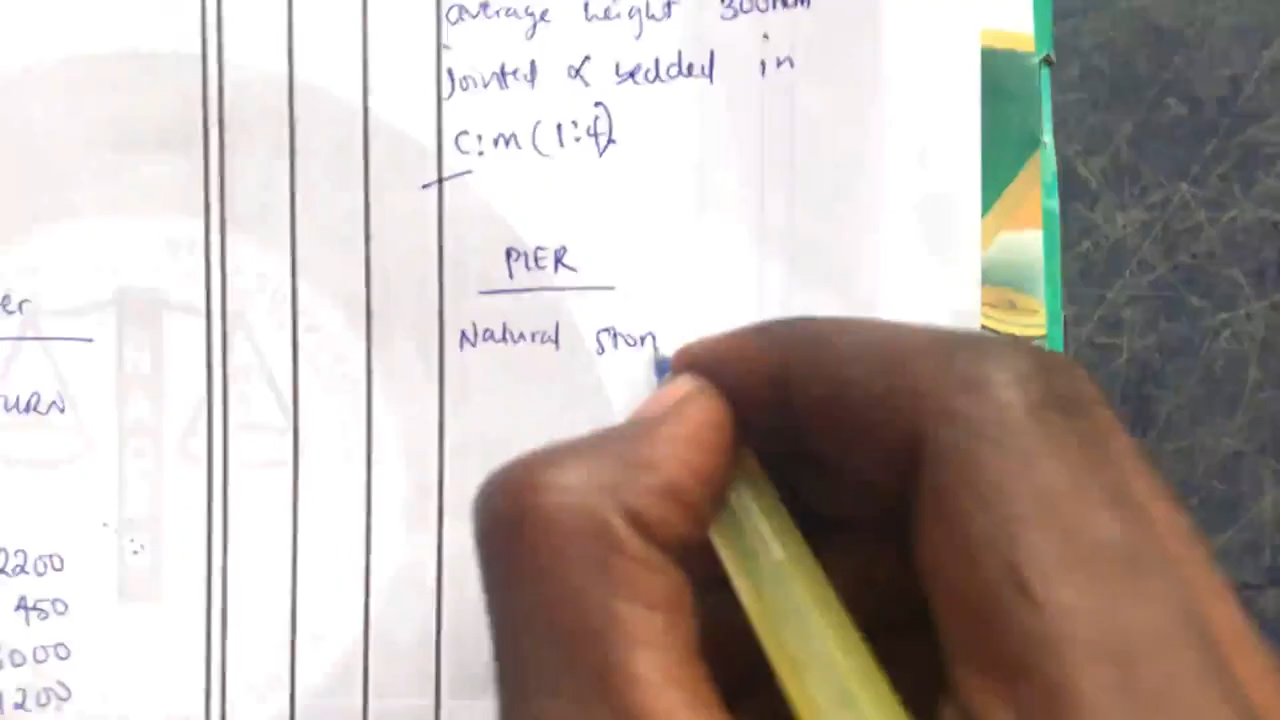 average height 300mm
Jointed & bedded in
C:m (1:4)
PIER
Natural ston
er
URN
2200
450
000
1200